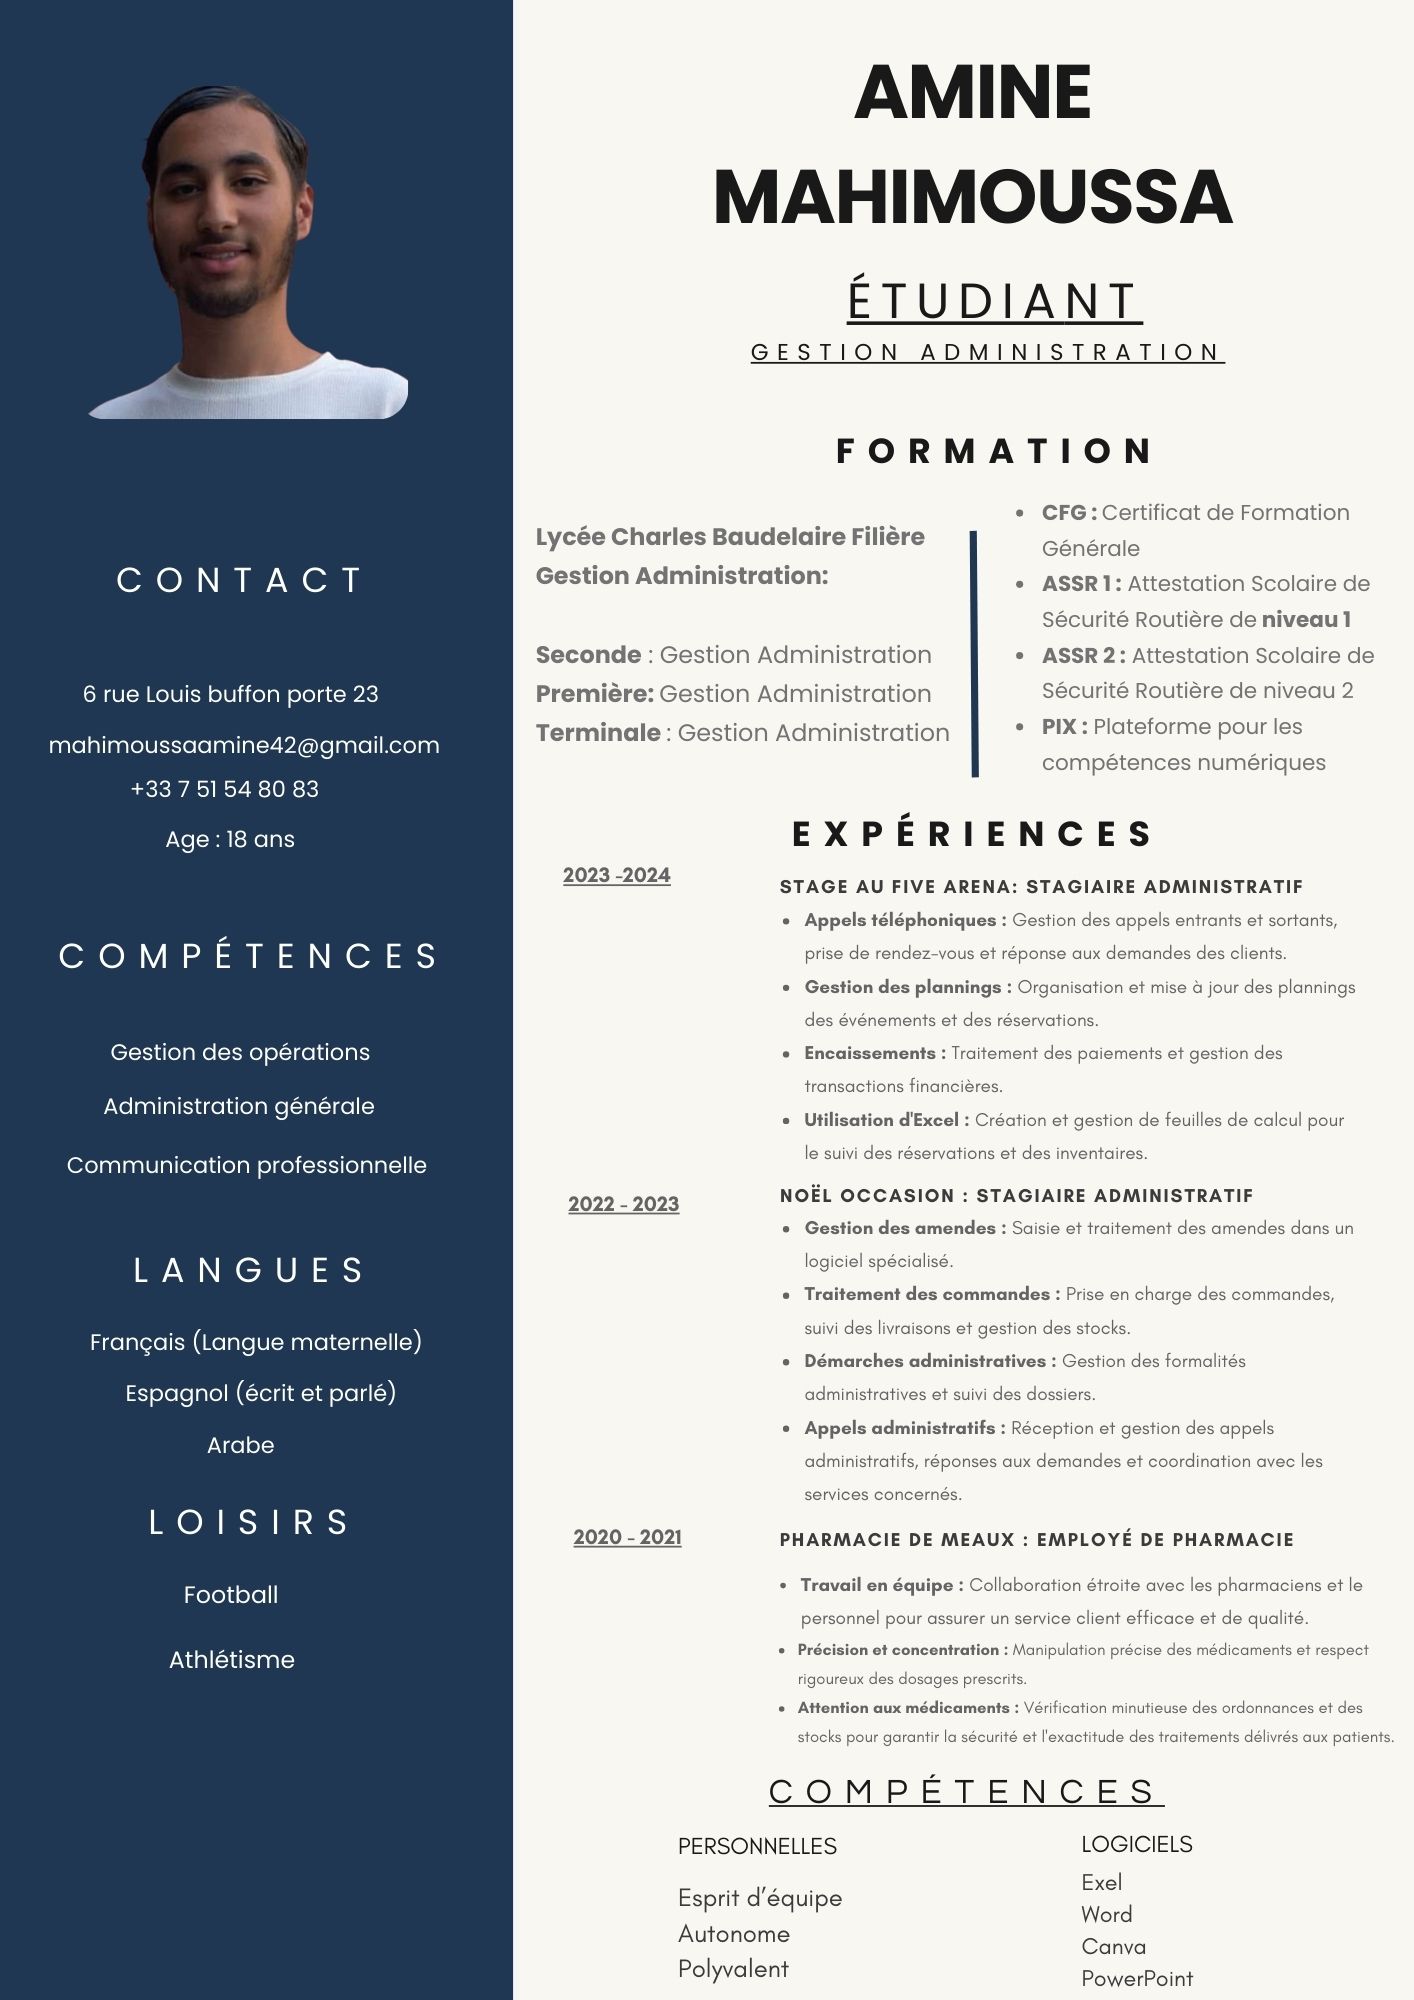 AMINE
MAHIMOUSSA
ÉTUDIANT
GESTION ADMINISTRATION
CONTACT
6 rue Louis buffon porte 23
mahimoussaamine42@gmail.com
+33 7 51 54 80 83
Age : 18 ans
COMPÉTENCES
Gestion des opérations
Administration générale
Communication professionnelle
LANGUES
Français (Langue maternelle)
Espagnol (écrit et parlé)
Arabe
LOISIRS
Football
Athlétisme
FORMATION
Lycée Charles Baudelaire Filière
Gestion Administration:
Seconde : Gestion Administration
Première: Gestion Administration
Terminale : Gestion Administration
• CFG : Certificat de Formation
Générale
• ASSR 1 : Attestation Scolaire de
Sécurité Routière de niveau 1
• ASSR 2 : Attestation Scolaire de
Sécurité Routière de niveau 2
• PIX : Plateforme pour les
compétences numériques
EXPÉRIENCES
2023 -2024
STAGE AU FIVE ARENA: STAGIAIRE ADMINISTRATIF
• Appels téléphoniques : Gestion des appels entrants et sortants,
prise de rendez-vous et réponse aux demandes des clients.
• Gestion des plannings : Organisation et mise à jour des plannings
des événements et des réservations.
• Encaissements : Traitement des paiements et gestion des
transactions financières.
• Utilisation d'Excel : Création et gestion de feuilles de calcul pour
le suivi des réservations et des inventaires.
2022 - 2023
NOËL OCCASION : STAGIAIRE ADMINISTRATIF
• Gestion des amendes : Saisie et traitement des amendes dans un
logiciel spécialisé.
• Traitement des commandes : Prise en charge des commandes,
suivi des livraisons et gestion des stocks.
• Démarches administratives : Gestion des formalités
administratives et suivi des dossiers.
• Appels administratifs : Réception et gestion des appels
administratifs, réponses aux demandes et coordination avec les
services concernés.
2020 - 2021
PHARMACIE DE MEAUX : EMPLOYÉ DE PHARMACIE
• Travail en équipe : Collaboration étroite avec les pharmaciens et le
personnel pour assurer un service client efficace et de qualité.
• Précision et concentration : Manipulation précise des médicaments et respect
rigoureux des dosages prescrits.
• Attention aux médicaments : Vérification minutieuse des ordonnances et des
stocks pour garantir la sécurité et l'exactitude des traitements délivrés aux patients.
COMPÉTENCES
PERSONNELLES
Esprit d’équipe
Autonome
Polyvalent
LOGICIELS
Exel
Word
Canva
PowerPoint